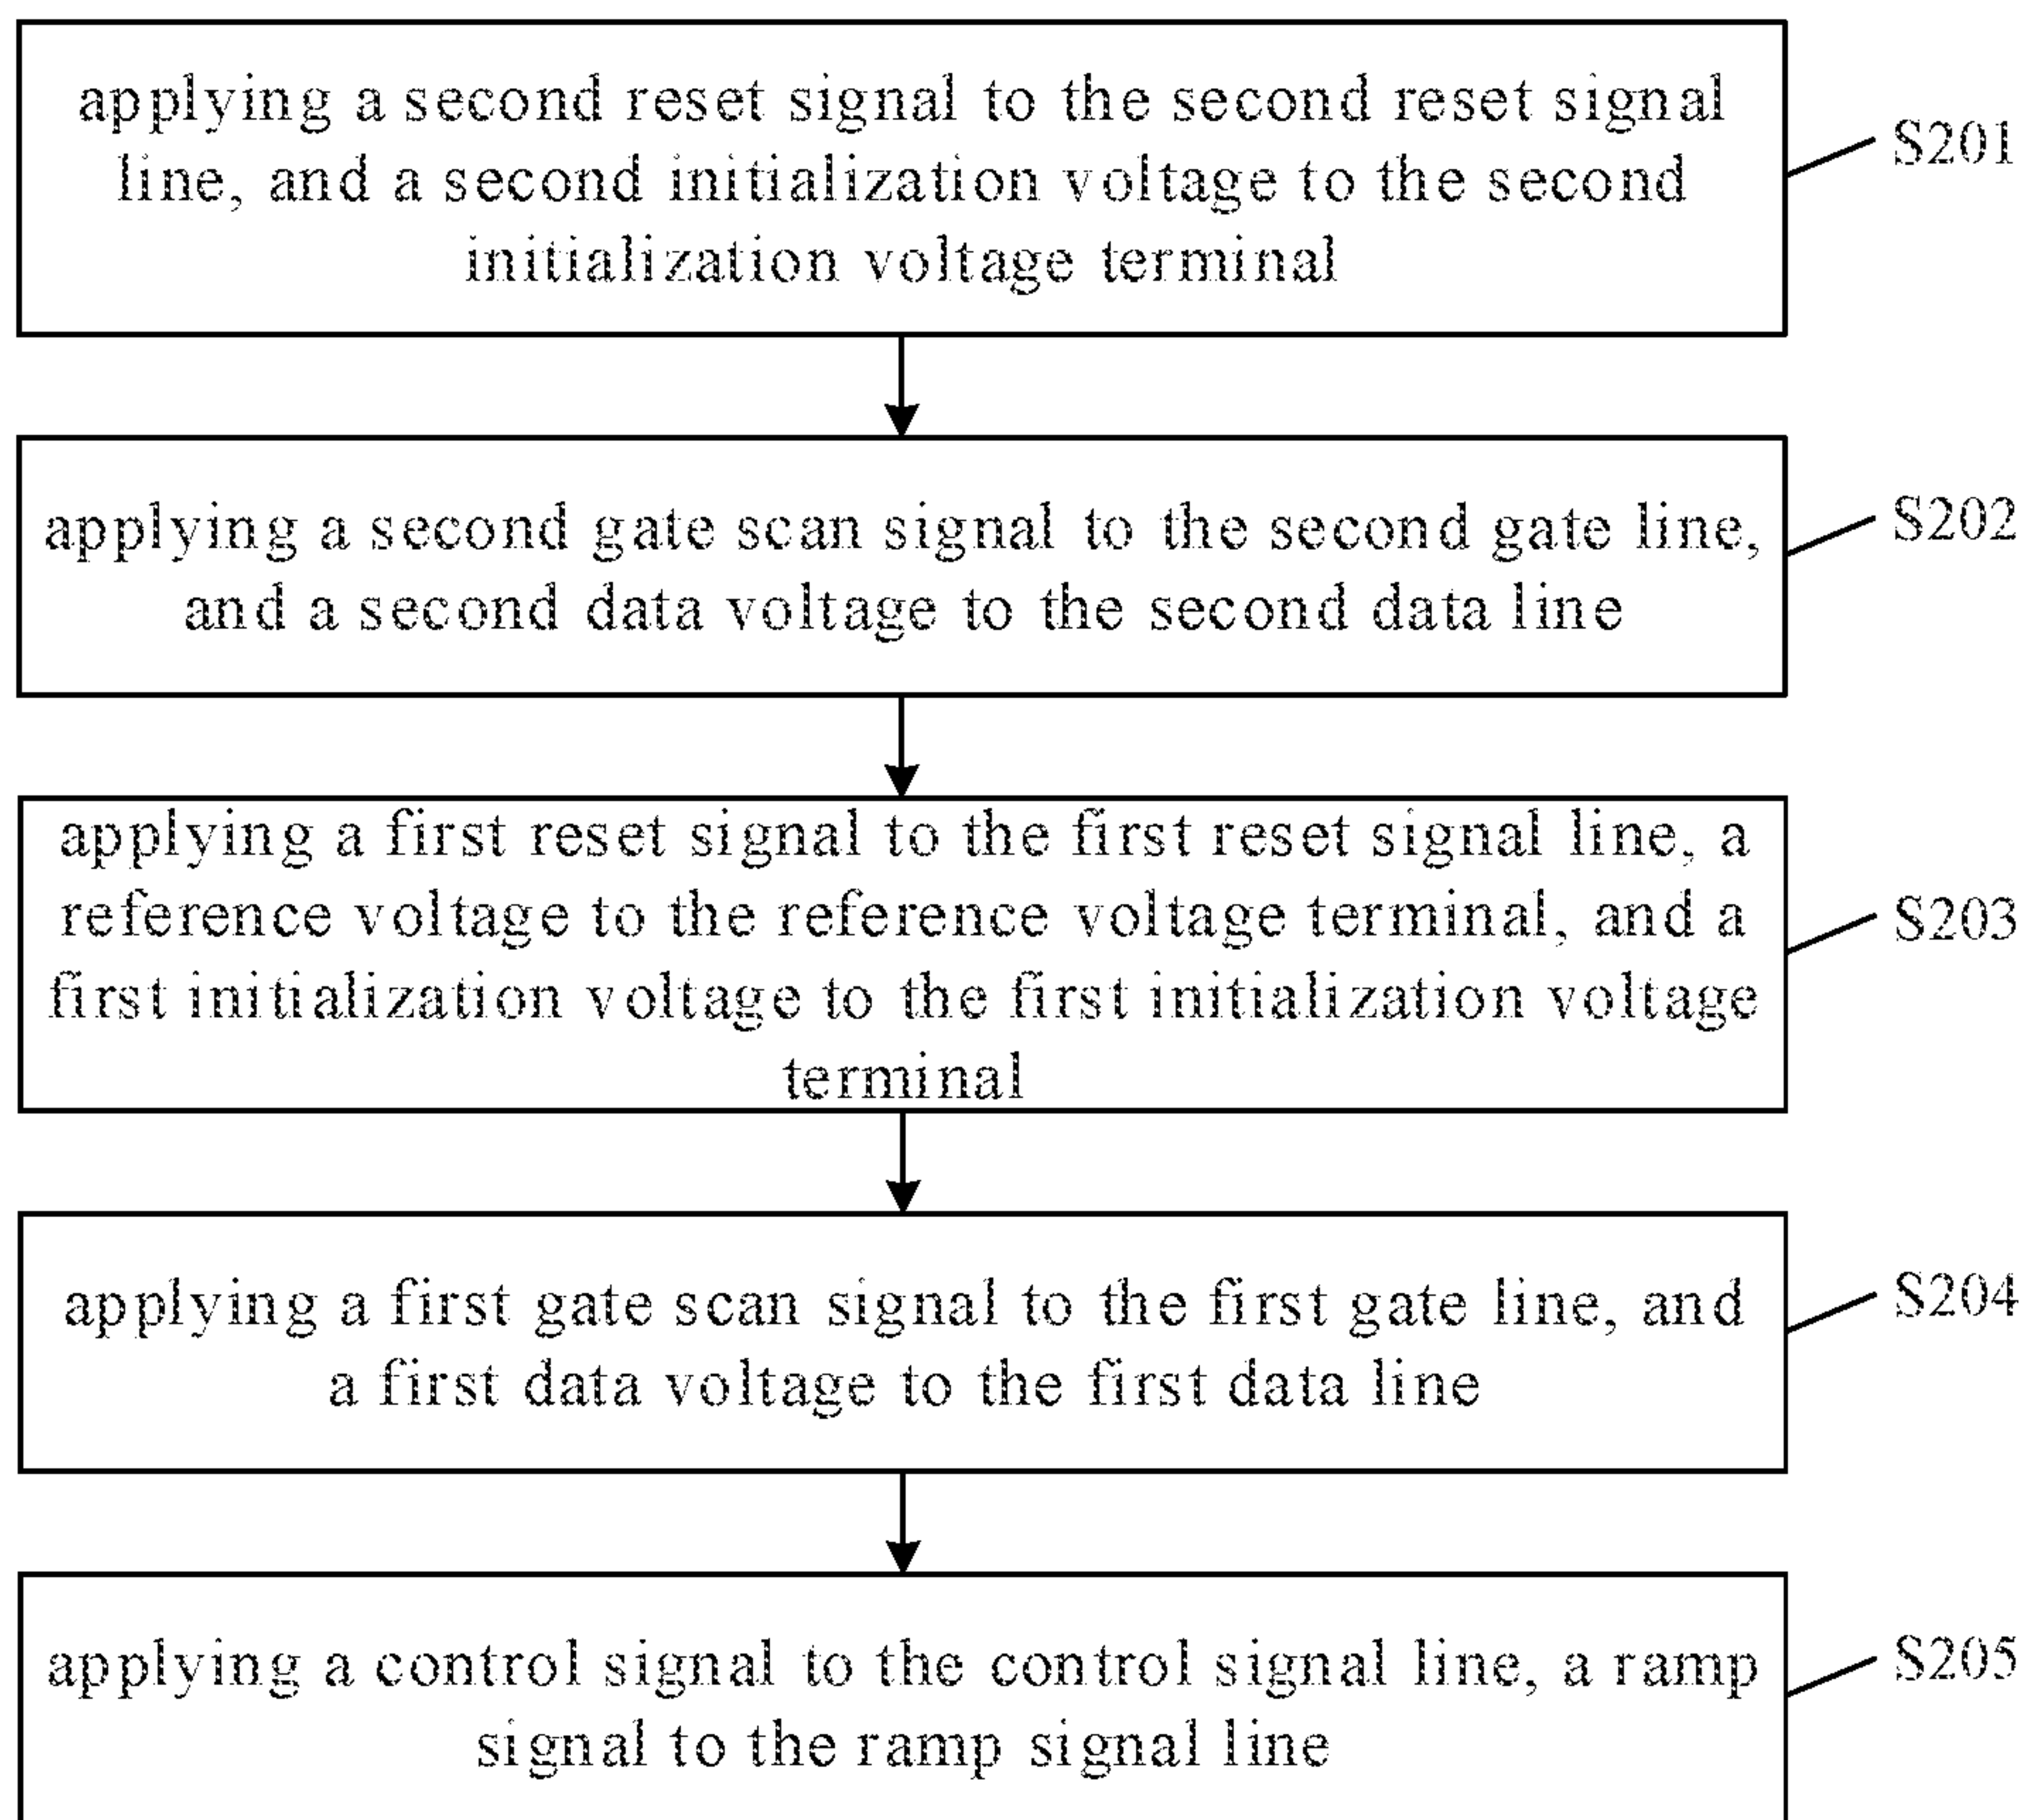 applying a second reset signal to the second reset signal
line, and a second initialization voltage to the second
initialization voltage terminal
S201
applying a second gate scan signal to the second gate line,
and a second data voltage to the second data line
S202
applying a first reset signal to the first reset signal line, a
reference voltage to the reference voltage terminal, and a
first initialization voltage to the first initialization voltage
terminal
S203
applying a first gate scan signal to the first gate line, and
a first data voltage to the first data line
S204
applying a control signal to the control signal line, a ramp
signal to the ramp signal line
S205